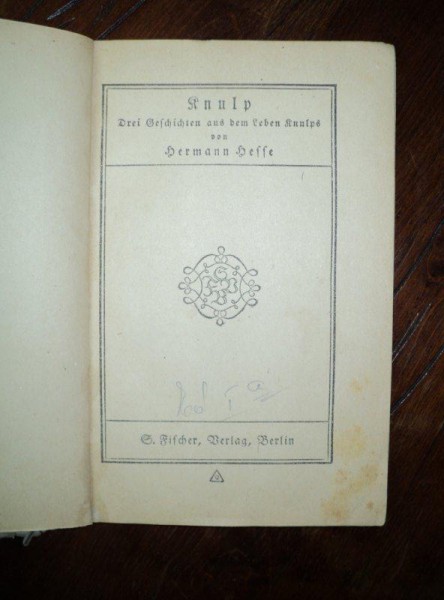 Knulp
Drei Geschichten aus dem Leben Knulps
von
Hermann Hesse
S. Fischer, Verlag, Berlin